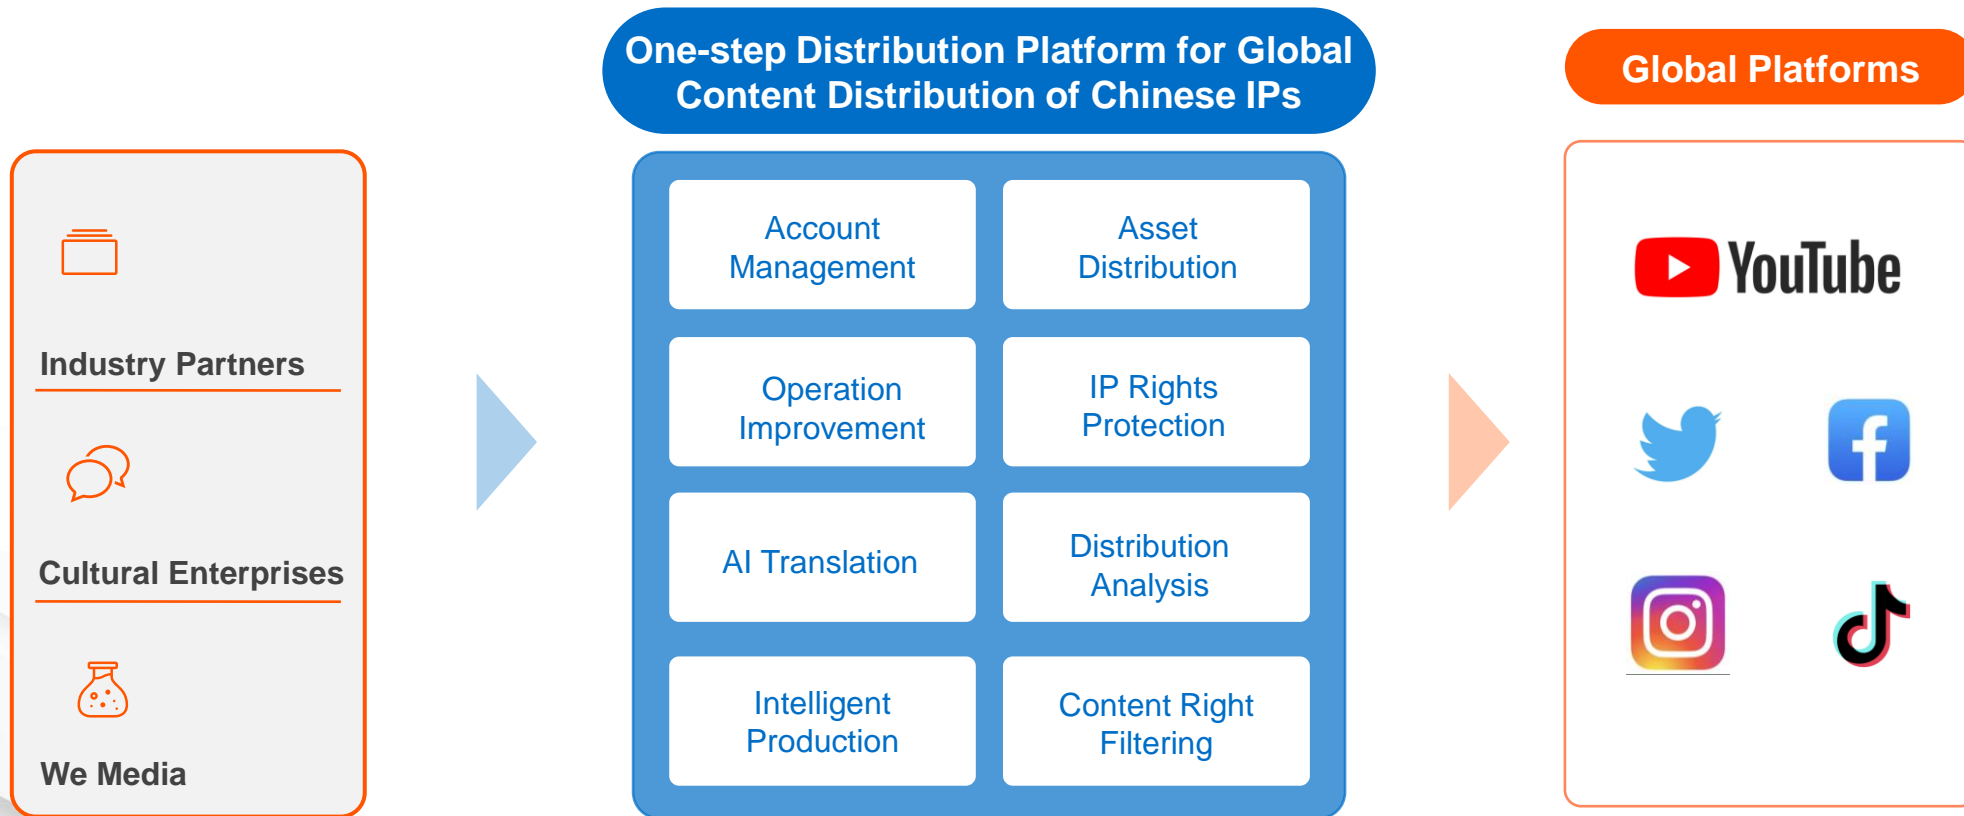 One-step Distribution Platform for Global
Content Distribution of Chinese IPs
Global Platforms
Industry Partners
Cultural Enterprises
We Media
Account
Management
Asset
Distribution
Operation
Improvement
IP Rights
Protection
AI Translation
Distribution
Analysis
Intelligent
Production
Content Right
Filtering
YouTube